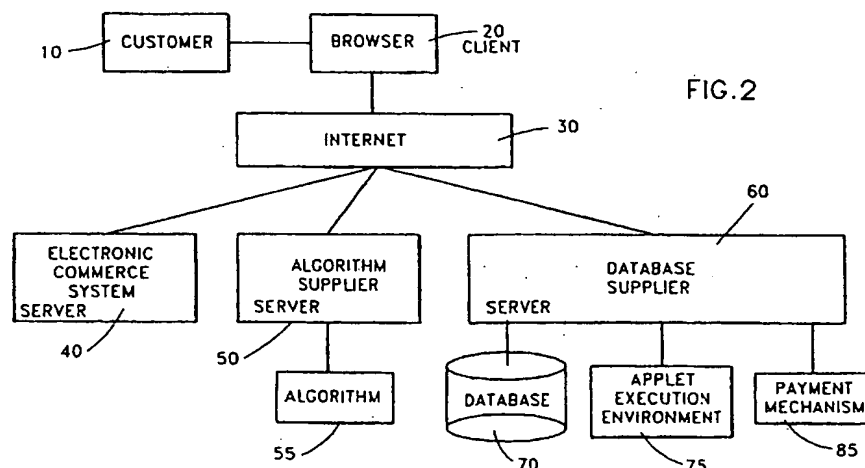 10
CUSTOMER
BROWSER
20
CLIENT
FIG.2
INTERNET
30
60
ELECTRONIC
COMMERCE
SYSTEM
SERVER
40
ALGORITHM
SUPPLIER
SERVER
50
DATABASE
SUPPLIER
SERVER
ALGORITHM
55
DATABASE
70
APPLET
EXECUTION
ENVIRONMENT
75
PAYMENT
MECHANISM
85